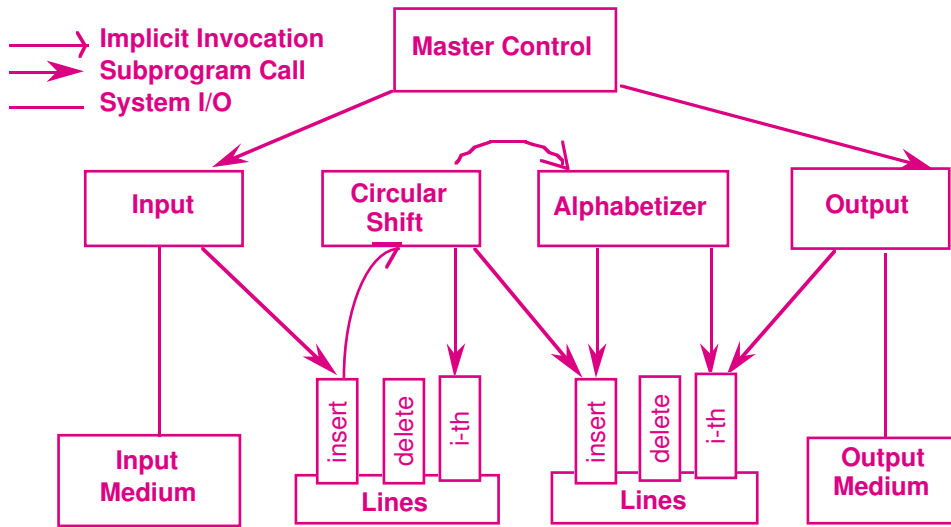 Implicit Invocation
Subprogram Call
System I/O
Master Control
Input
Circular
Shift
Alphabetizer
Output
insert
delete
i-th
insert
delete
i-th
Input
Medium
Lines
Lines
Output
Medium